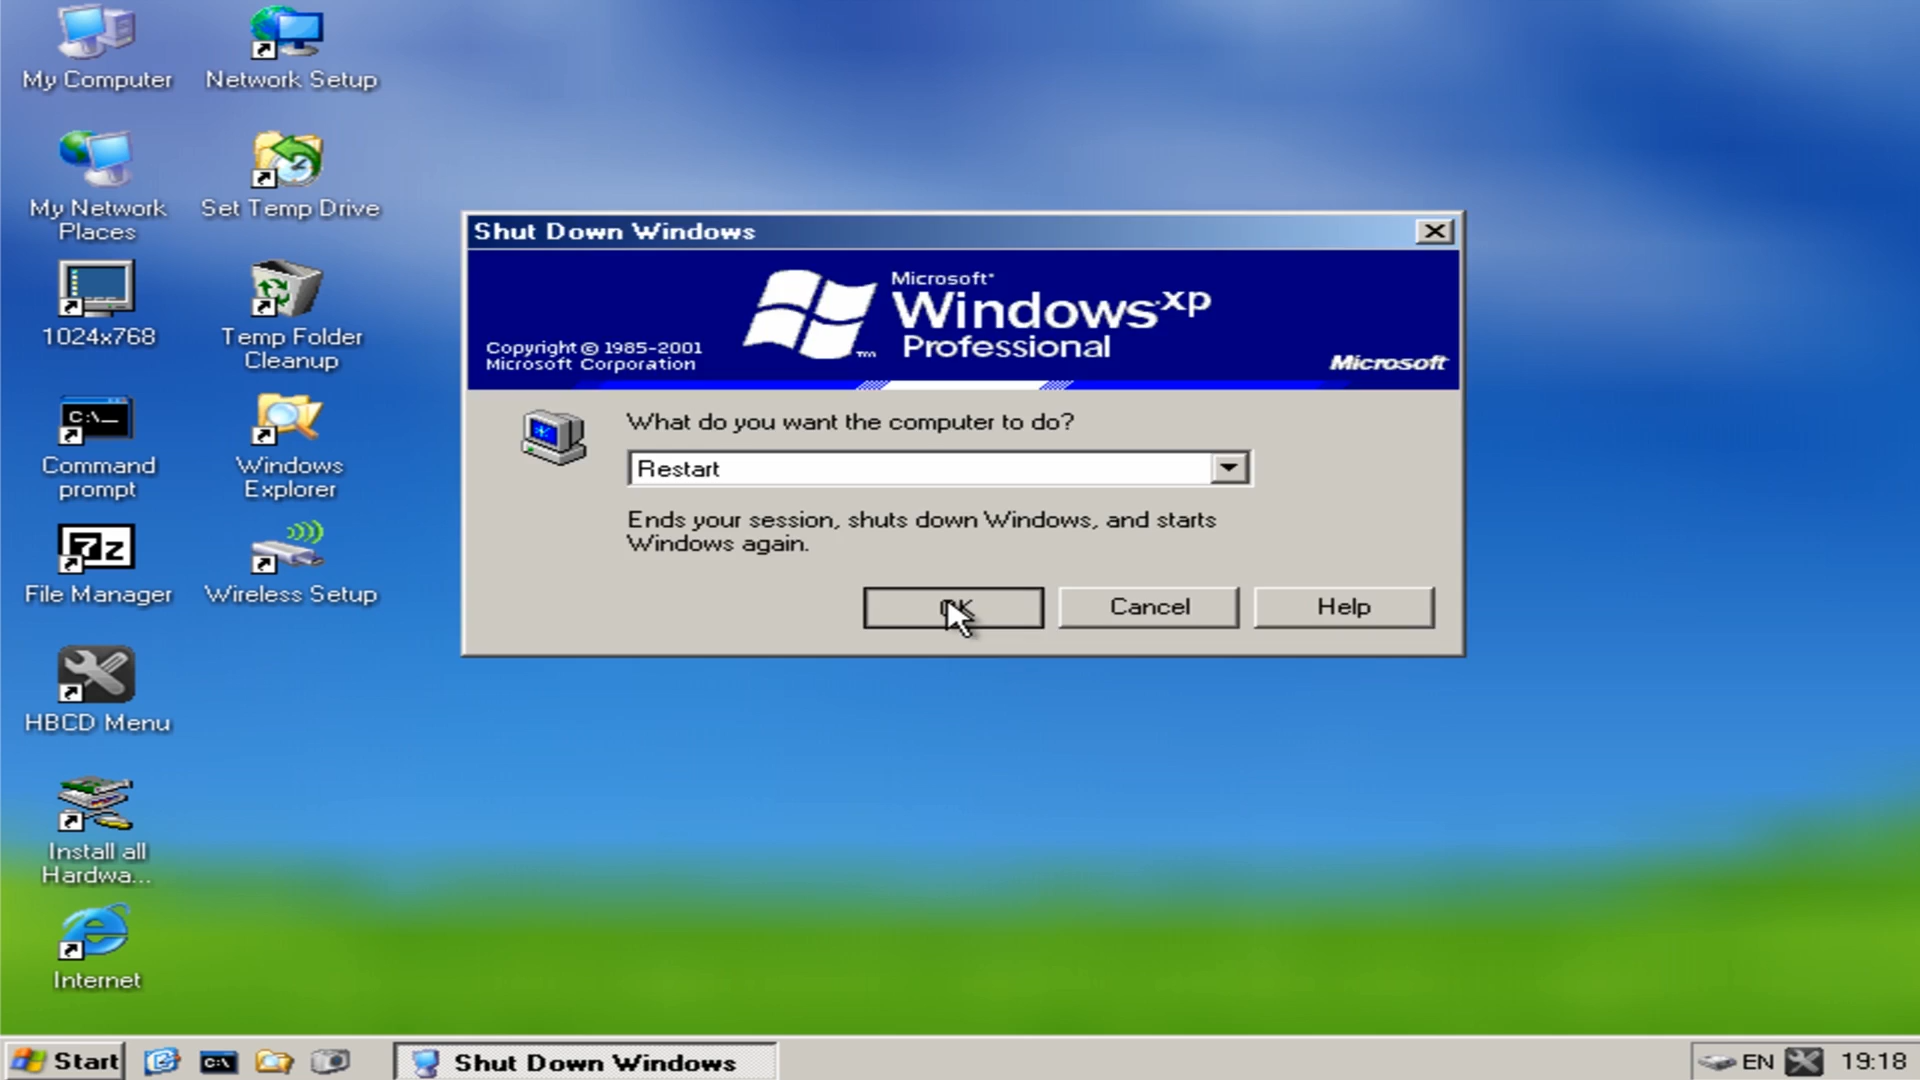 My Computer
Network Setup
My Network
Places
Set Temp Drive
1024x768
Temp Folder
Cleanup
C:\_
Command
prompt
Windows
Explorer
7z
File Manager
Wireless Setup
HBCD Menu
Install all
Hardwa...
Internet
Shut Down Windows
Microsoft
Windows xp
Professional
Copyright © 1985-2001
Microsoft Corporation
TM
Microsoft
What do you want the computer to do?
Restart
Ends your session, shuts down Windows, and starts
Windows again.
OK
Cancel
Help
Start
C:\
Shut Down Windows
EN
19:18